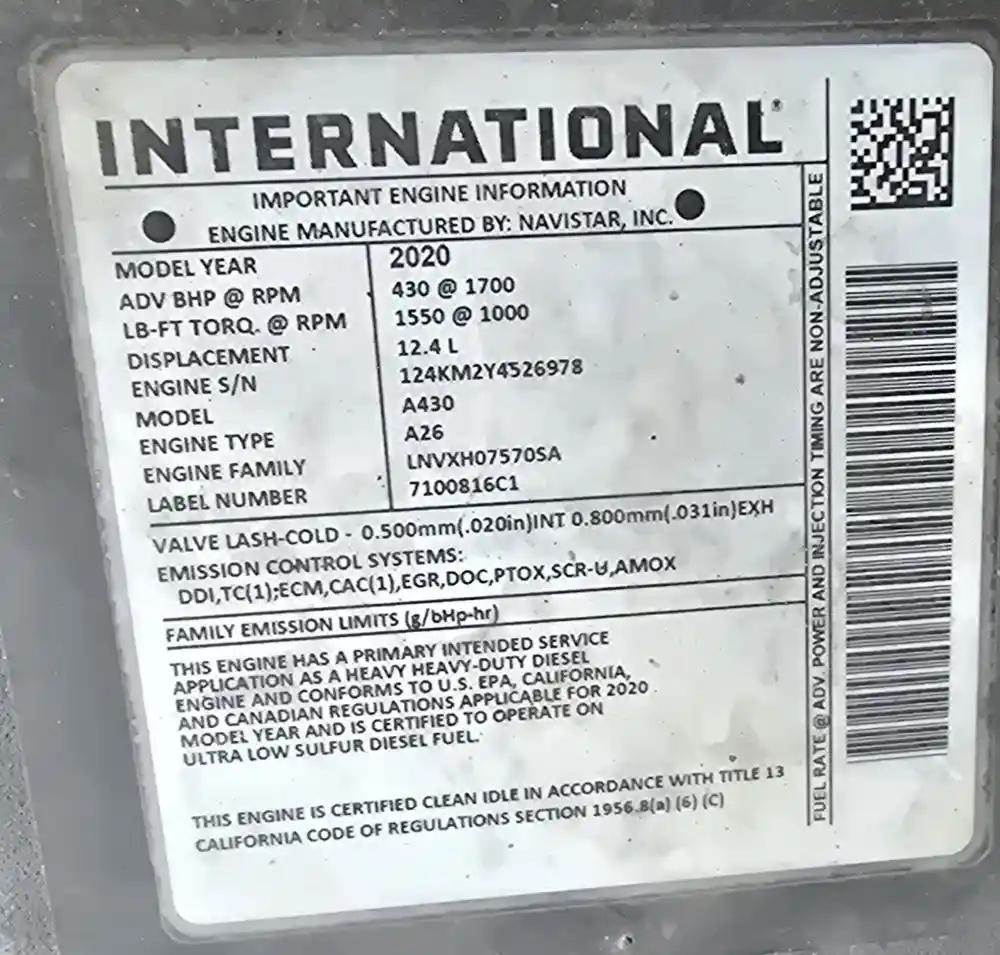 INTERNATIONAL®
IMPORTANT ENGINE INFORMATION
ENGINE MANUFACTURED BY: NAVISTAR, INC.
MODEL YEAR 2020
ADV BHP @ RPM 430 @ 1700
LB-FT TORQ. @ RPM 1550 @ 1000
DISPLACEMENT 12.4 L
ENGINE S/N 124KM2Y4526978
MODEL A430
ENGINE TYPE A26
ENGINE FAMILY LNVXH07570SA
LABEL NUMBER 7100816C1
VALVE LASH-COLD - 0.500mm(.020in)INT 0.800mm(.031in)EXH
EMISSION CONTROL SYSTEMS:
DDI,TC(1);ECM,CAC(1),EGR,DOC,PTOX,SCR-U,AMOX
FAMILY EMISSION LIMITS (g/bHp-hr)
THIS ENGINE HAS A PRIMARY INTENDED SERVICE
APPLICATION AS A HEAVY HEAVY-DUTY DIESEL
ENGINE AND CONFORMS TO U.S. EPA, CALIFORNIA,
AND CANADIAN REGULATIONS APPLICABLE FOR 2020
MODEL YEAR AND IS CERTIFIED TO OPERATE ON
ULTRA LOW SULFUR DIESEL FUEL.
THIS ENGINE IS CERTIFIED CLEAN IDLE IN ACCORDANCE WITH TITLE 13
CALIFORNIA CODE OF REGULATIONS SECTION 1956.8(a) (6) (C)
FUEL RATE @ ADV. POWER AND INJECTION TIMING ARE NON-ADJUSTABLE